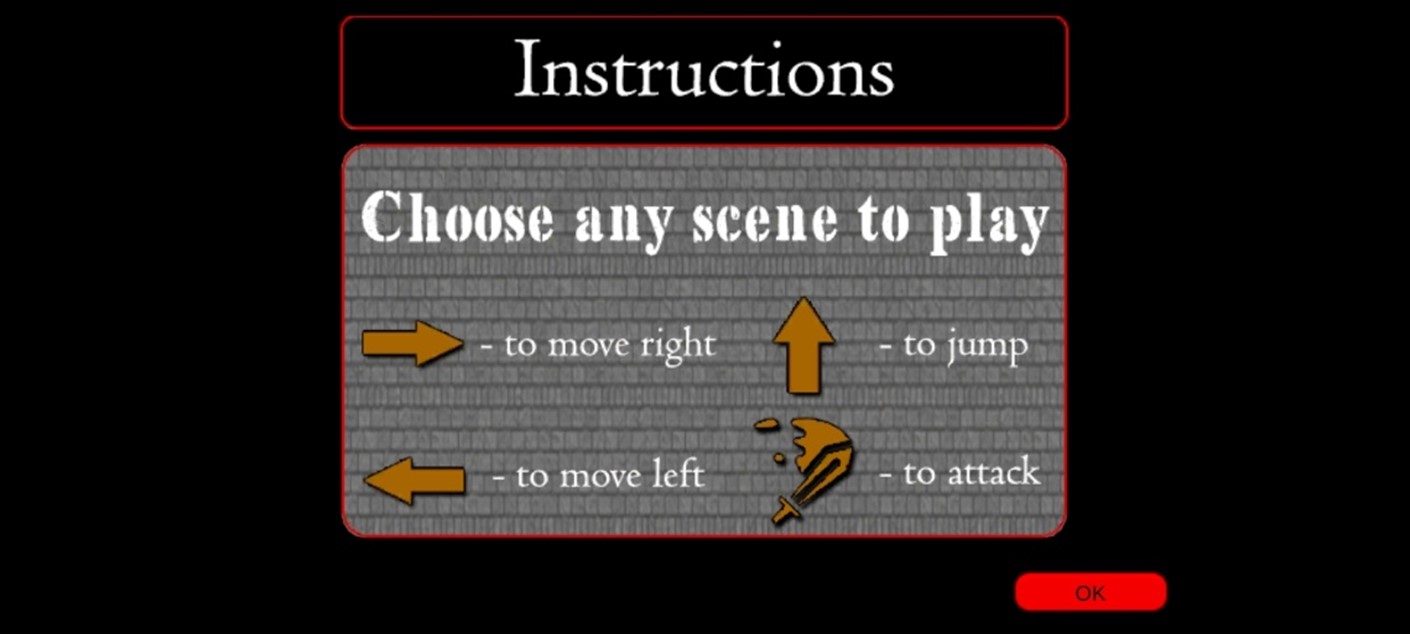 Instructions
Choose any scene to play
- to move right
- to jump
- to move left
- to attack
OK